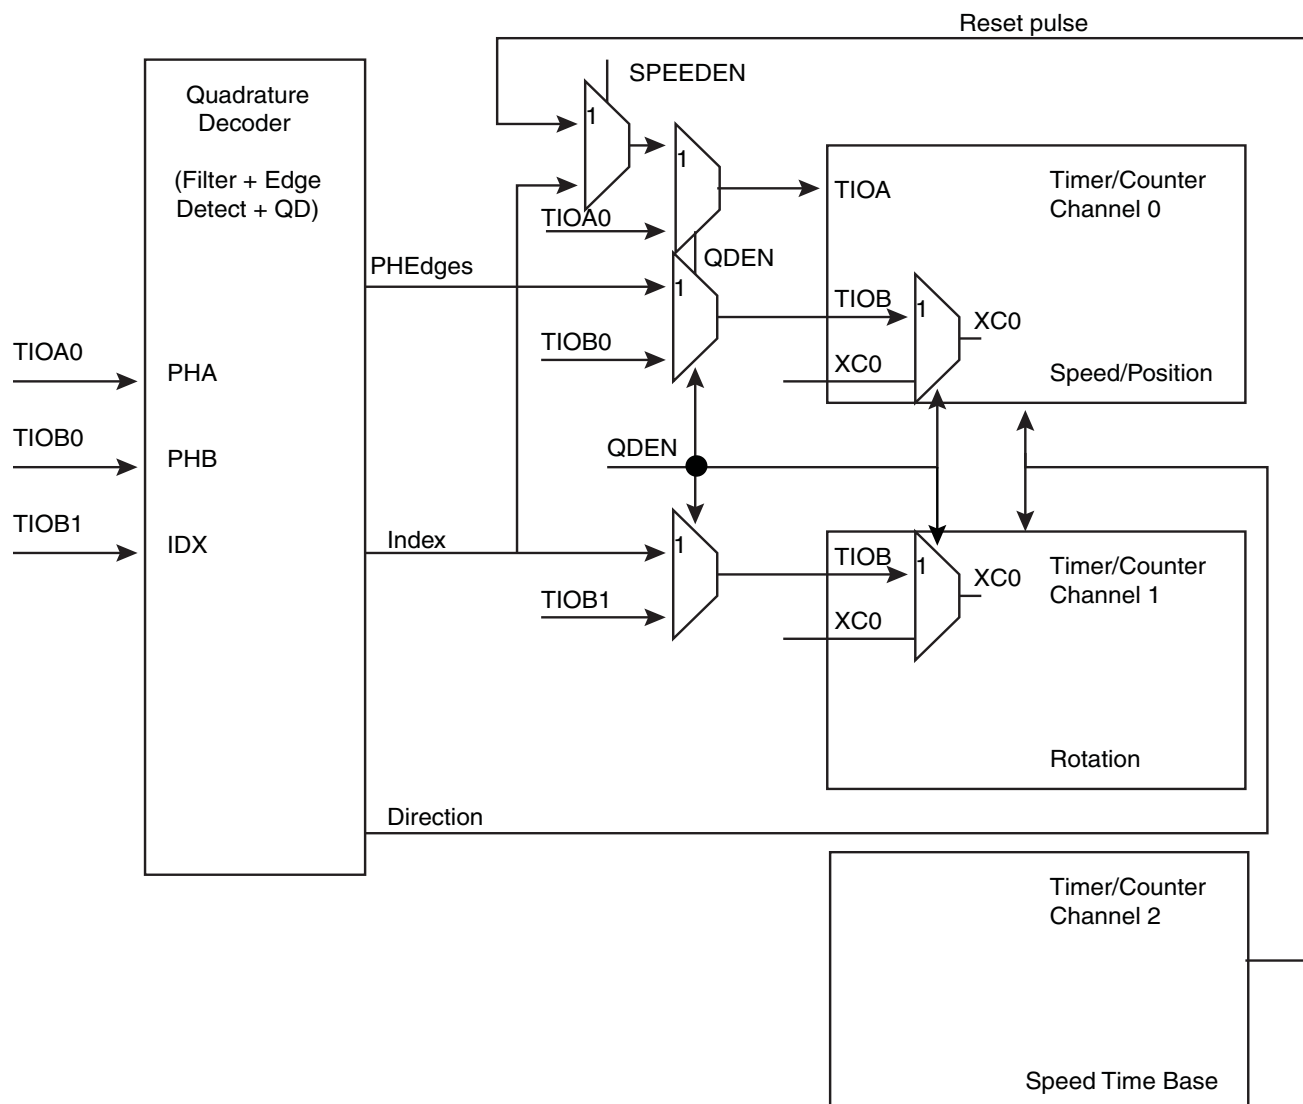 Reset pulse
SPEEDEN
Quadrature
Decoder
(Filter + Edge
Detect + QD)
1
1
TIOA
Timer/Counter
Channel 0
TIOA0
QDEN
PHEdges
1
TIOB
1
XC0
TIOB0
XC0
Speed/Position
TIOA0
PHA
TIOB0
PHB
QDEN
TIOB1
IDX
Index
1
TIOB
1
XC0
Timer/Counter
Channel 1
TIOB1
XC0
Rotation
Direction
Timer/Counter
Channel 2
Speed Time Base